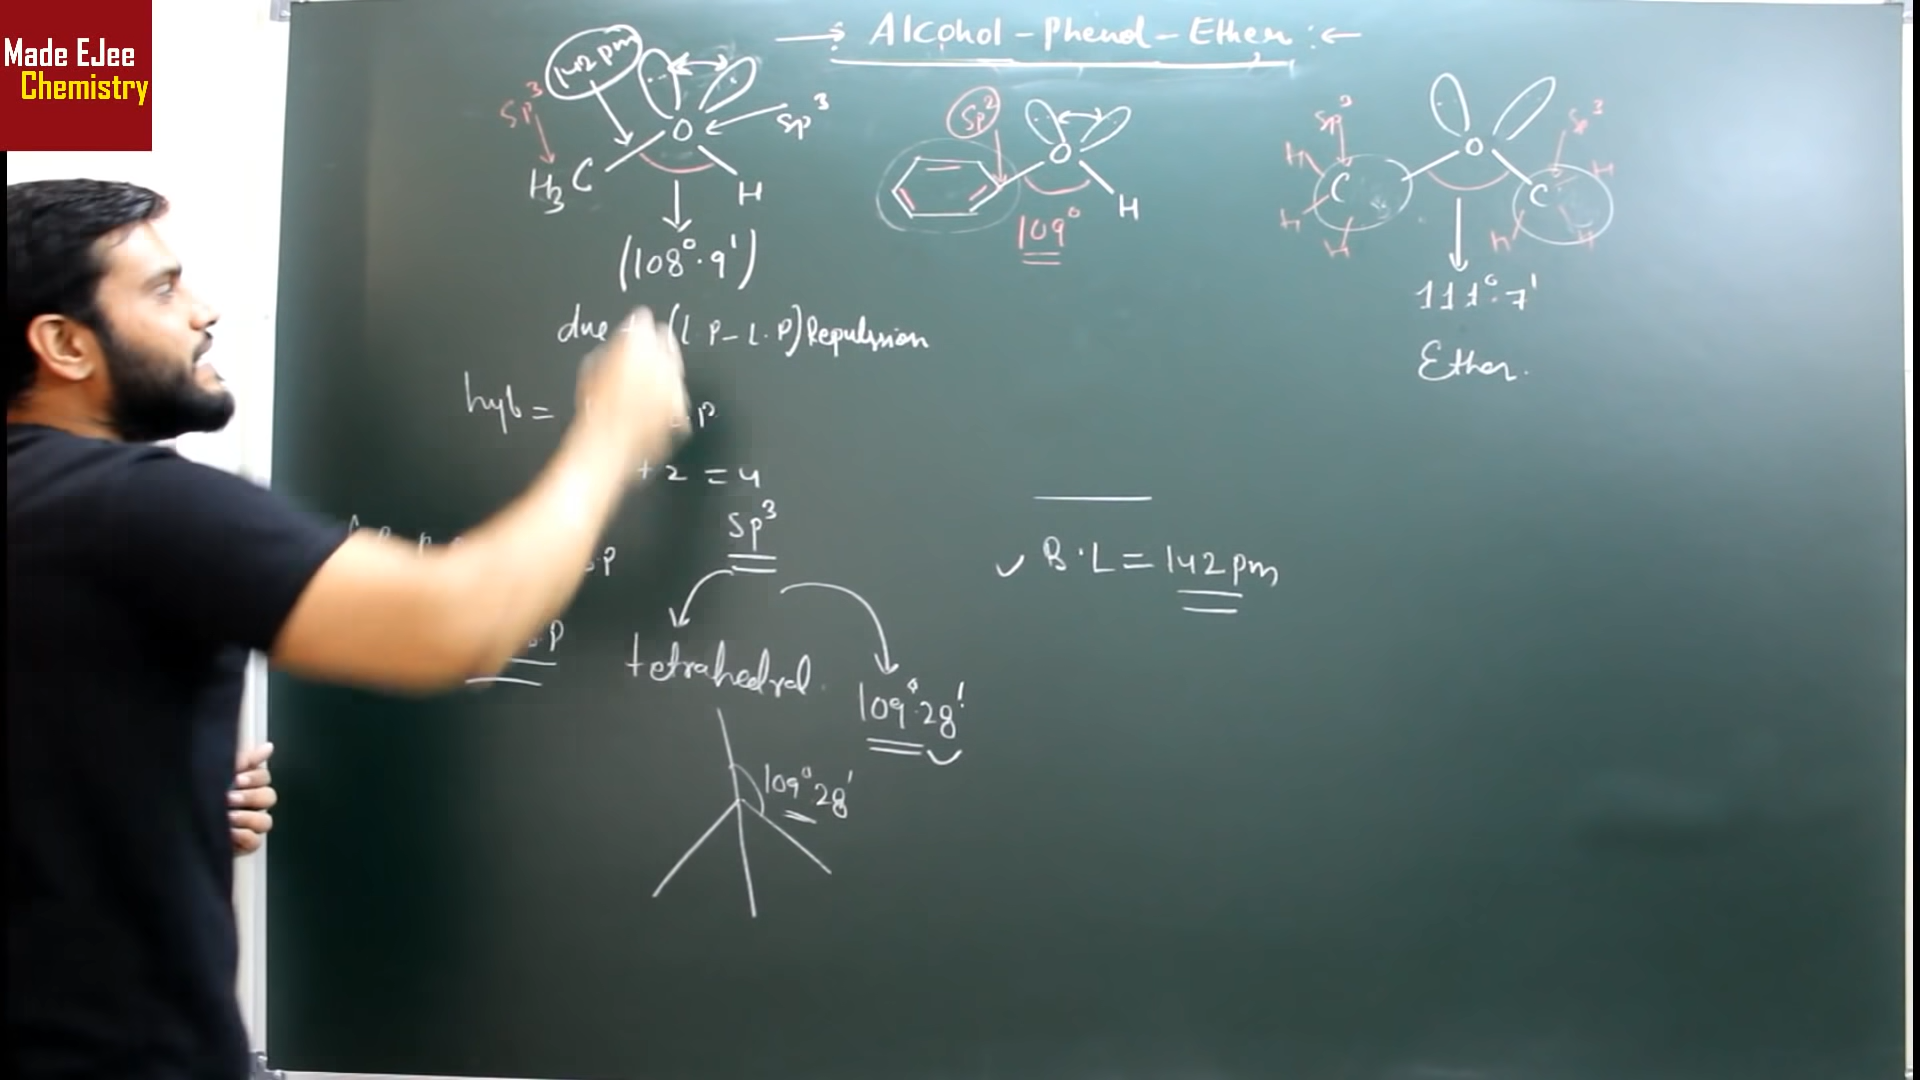 Made EJee
Chemistry
Alcohol - Phenol - Ether :
142 pm
sp³
sp³
O
H₃C
H
(108°.9')
due (L.P - L.P) Repulssion
hyb = .P
+ 2 = 4
sp³
.P
.P
tetrahedral
109°.28'
109°.28'
sp²
O
H
109°
sp³
sp³
O
H
C
H
H
C
H
H
H
111°.7'
Ether.
B.L = 142 pm